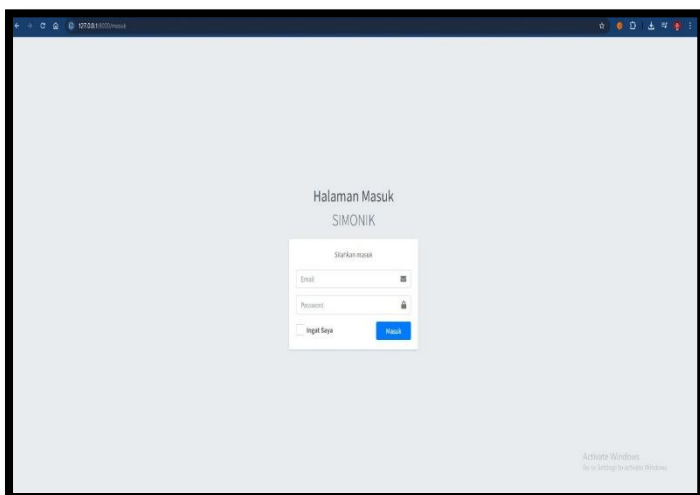 127.0.0.1:8000/masuk
Halaman Masuk
SIMONIK
Silahkan masuk
Email
Password
Ingat Saya
Masuk
Activate Windows
Go to Settings to activate Windows.